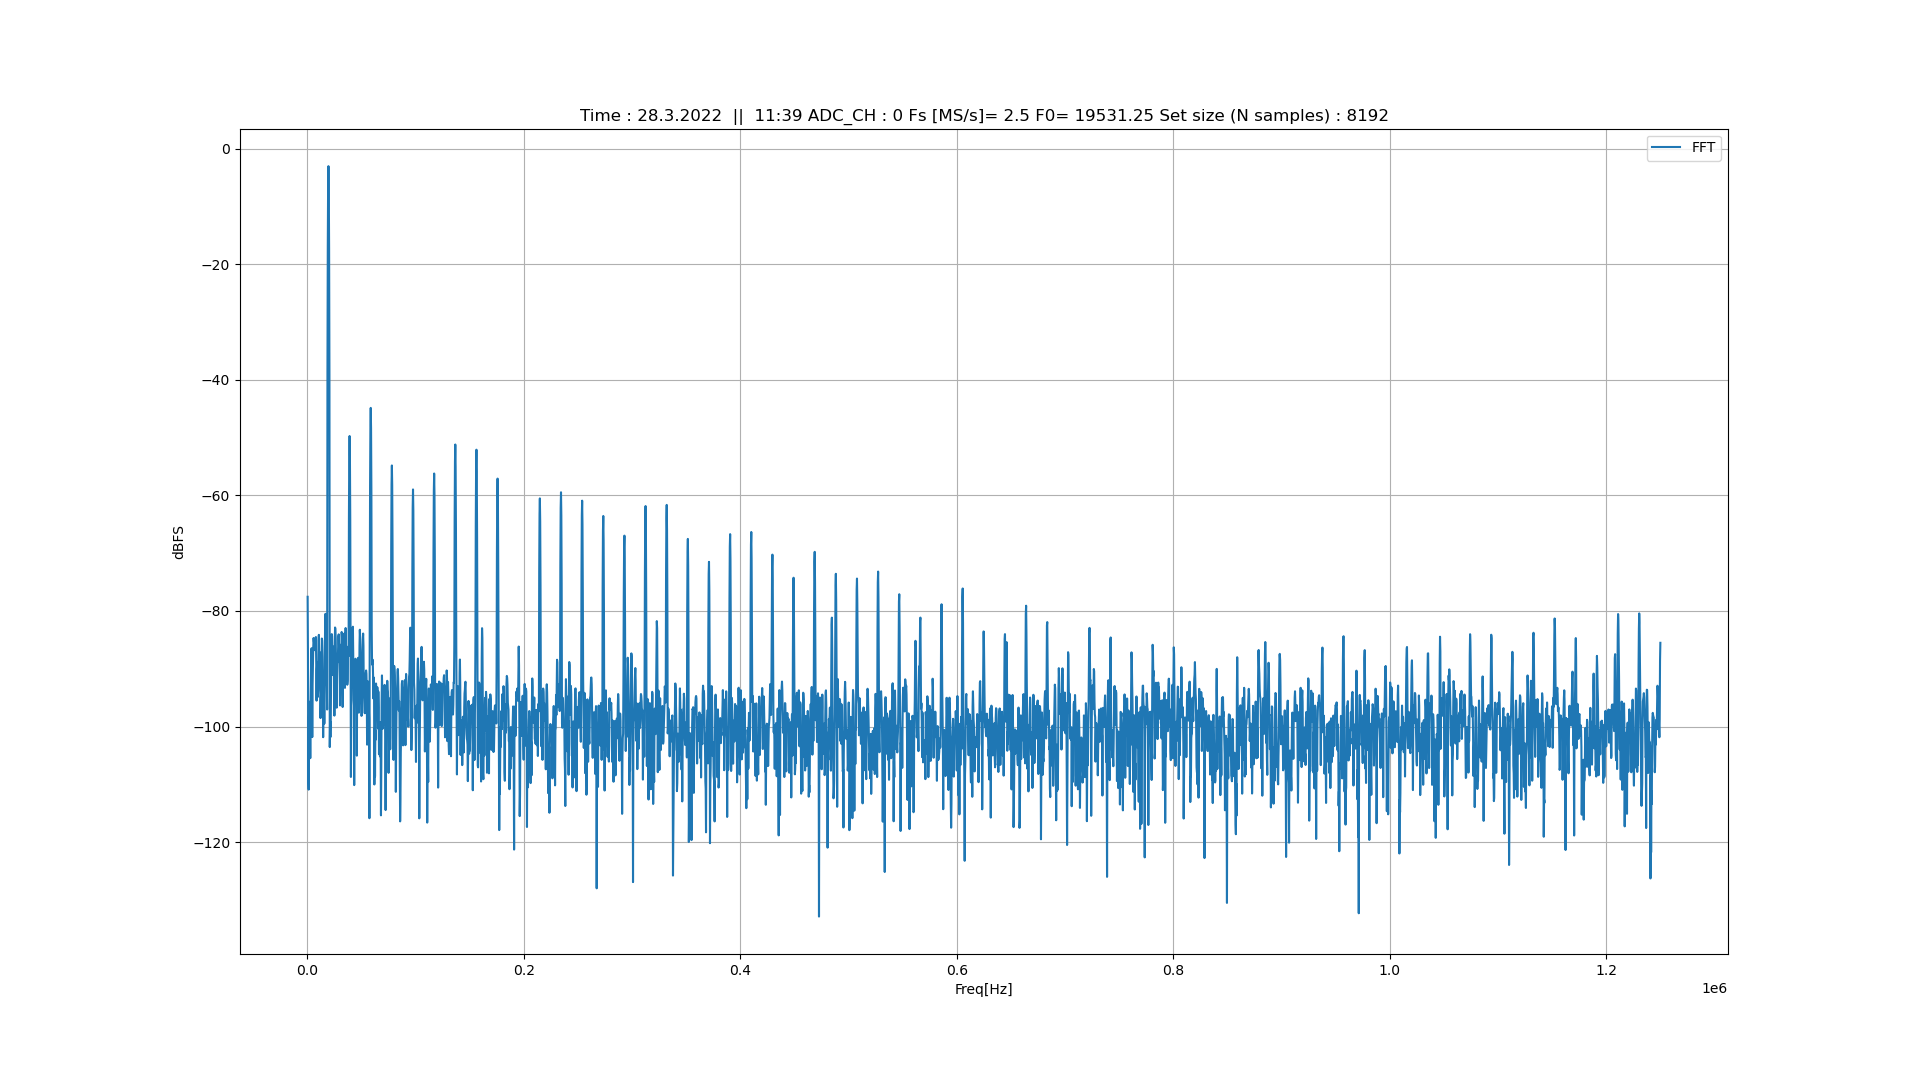 Time : 28.3.2022  ||  11:39 ADC_CH : 0 Fs [MS/s]= 2.5 F0= 19531.25 Set size (N samples) : 8192
FFT
0
−20
−40
−60
−80
−100
−120
dBFS
0.0 0.2 0.4 0.6 0.8 1.0 1.2
Freq[Hz]
1e6